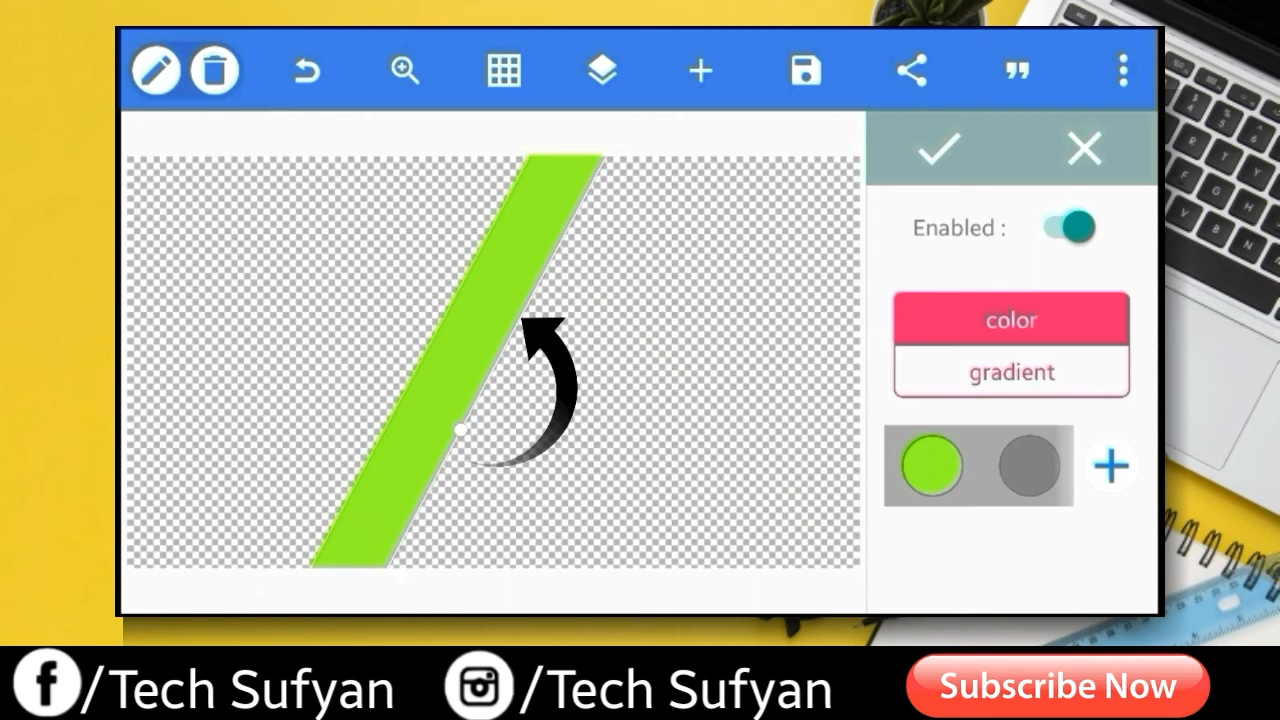 Enabled :
color
gradient
/Tech Sufyan
/Tech Sufyan
Subscribe Now